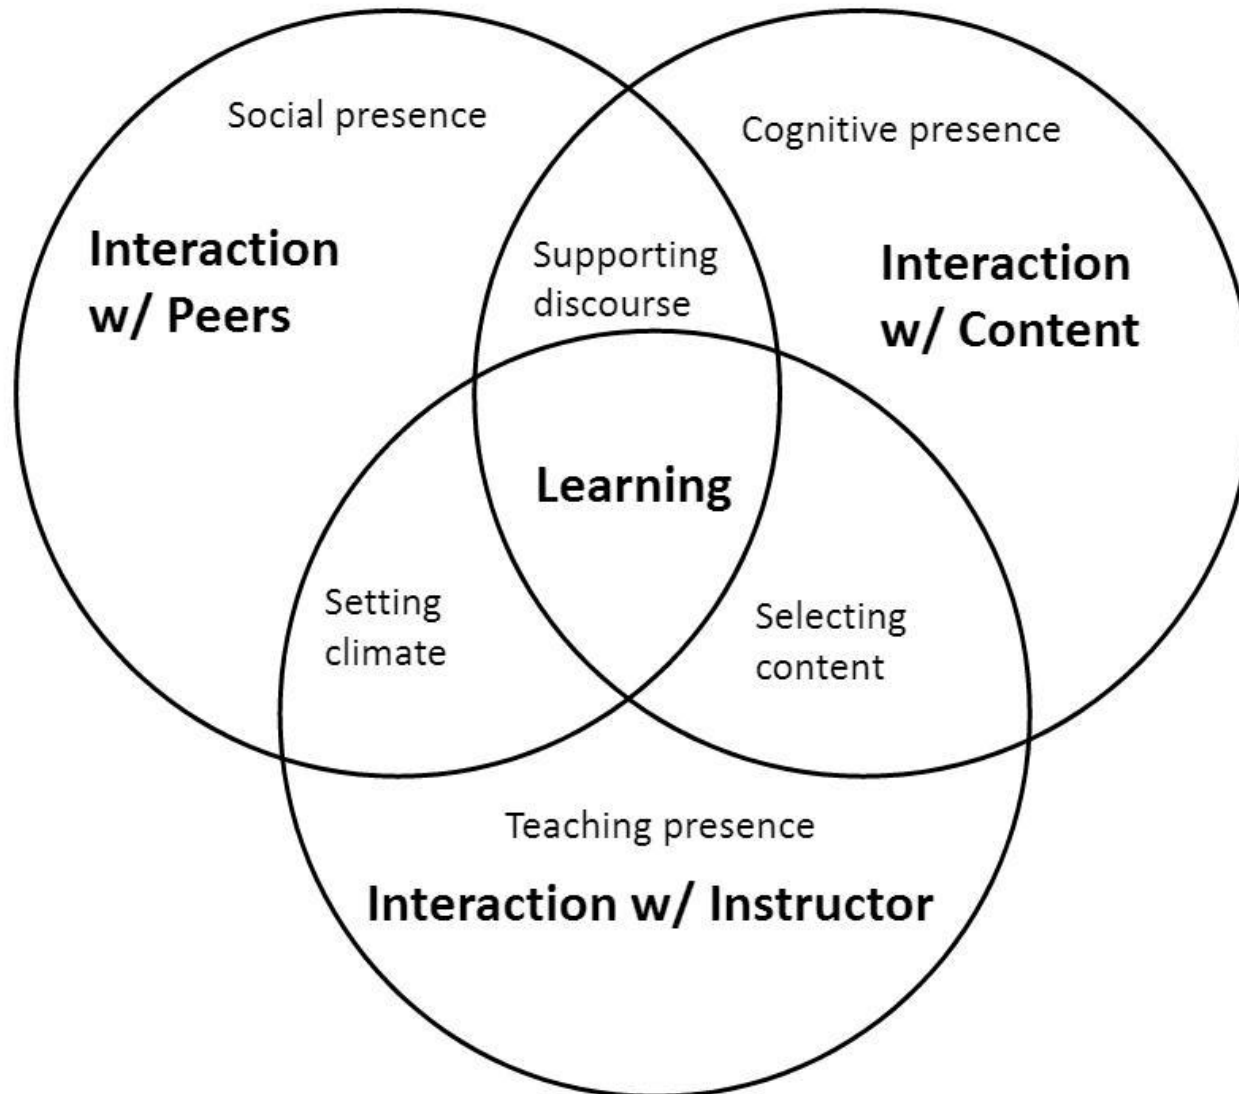 Social presence
Cognitive presence
Interaction
w/ Peers
Supporting
discourse
Interaction
w/ Content
Learning
Setting
climate
Selecting
content
Teaching presence
Interaction w/ Instructor